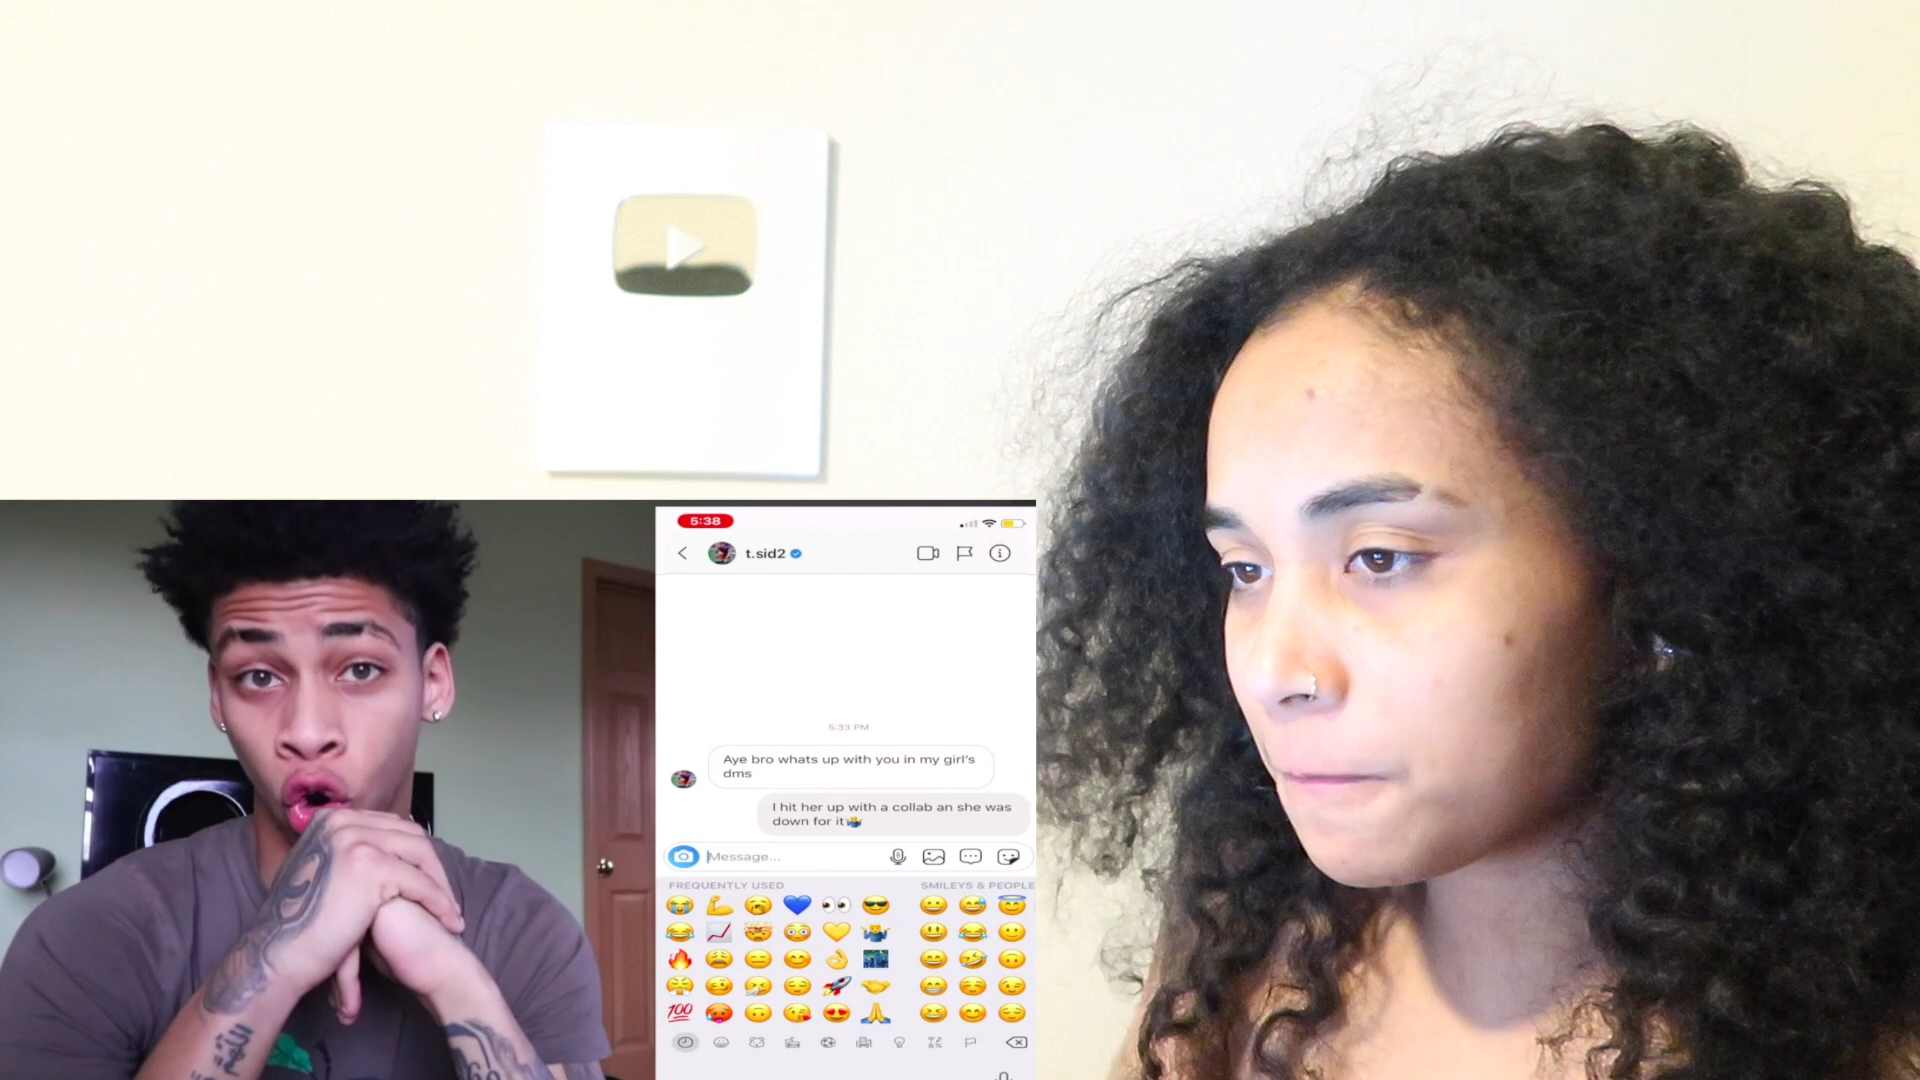 5:38
t.sid2
5:33 PM
Aye bro whats up with you in my girl's
dms
I hit her up with a collab an she was
down for it🤷‍♂️
Message...
FREQUENTLY USED
SMILEYS & PEOPLE
100